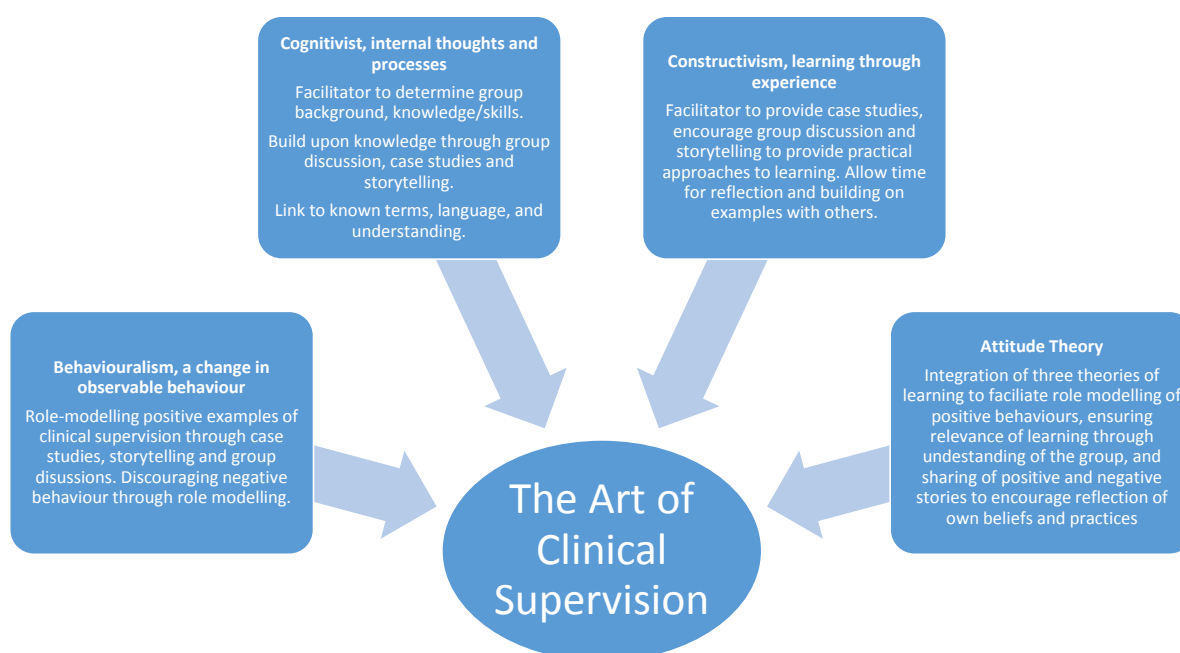 Cognitivist, internal thoughts and
processes
Facilitator to determine group
background, knowledge/skills.
Build upon knowledge through group
discussion, case studies and
storytelling.
Link to known terms, language, and
understanding.
Constructivism, learning through
experience
Facilitator to provide case studies,
encourage group discussion and
storytelling to provide practical
approaches to learning. Allow time
for reflection and building on
examples with others.
Behaviouralism, a change in
observable behaviour
Role-modelling positive examples of
clinical supervision through case
studies, storytelling and group
disussions. Discouraging negative
behaviour through role modelling.
Attitude Theory
Integration of three theories of
learning to faciliate role modelling of
positive behaviours, ensuring
relevance of learning through
undestanding of the group, and
sharing of positive and negative
stories to encourage reflection of
own beliefs and practices
The Art of
Clinical
Supervision